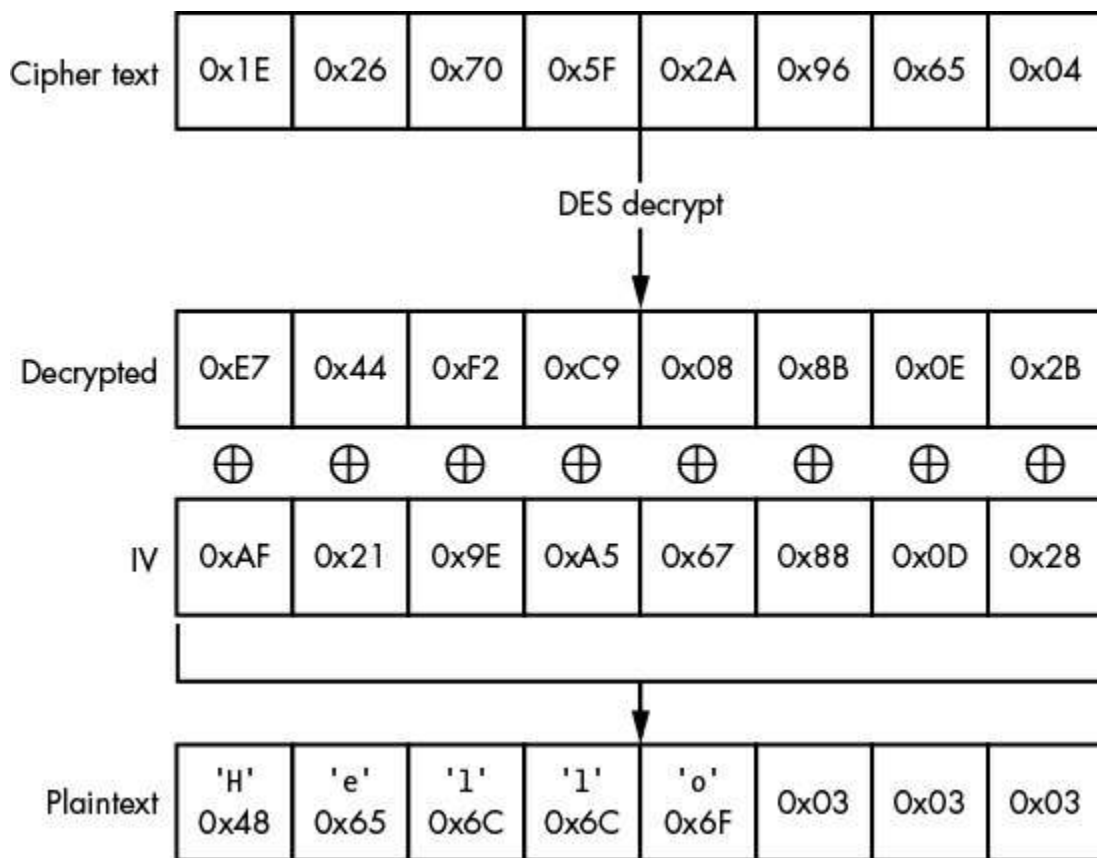 Cipher text 0x1E 0x26 0x70 0x5F 0x2A 0x96 0x65 0x04
DES decrypt
Decrypted 0xE7 0x44 0xF2 0xC9 0x08 0x8B 0x0E 0x2B
⊕ ⊕ ⊕ ⊕ ⊕ ⊕ ⊕ ⊕
IV 0xAF 0x21 0x9E 0xA5 0x67 0x88 0x0D 0x28
'H' 'e' 'l' 'l' 'o'
Plaintext 0x48 0x65 0x6C 0x6C 0x6F 0x03 0x03 0x03